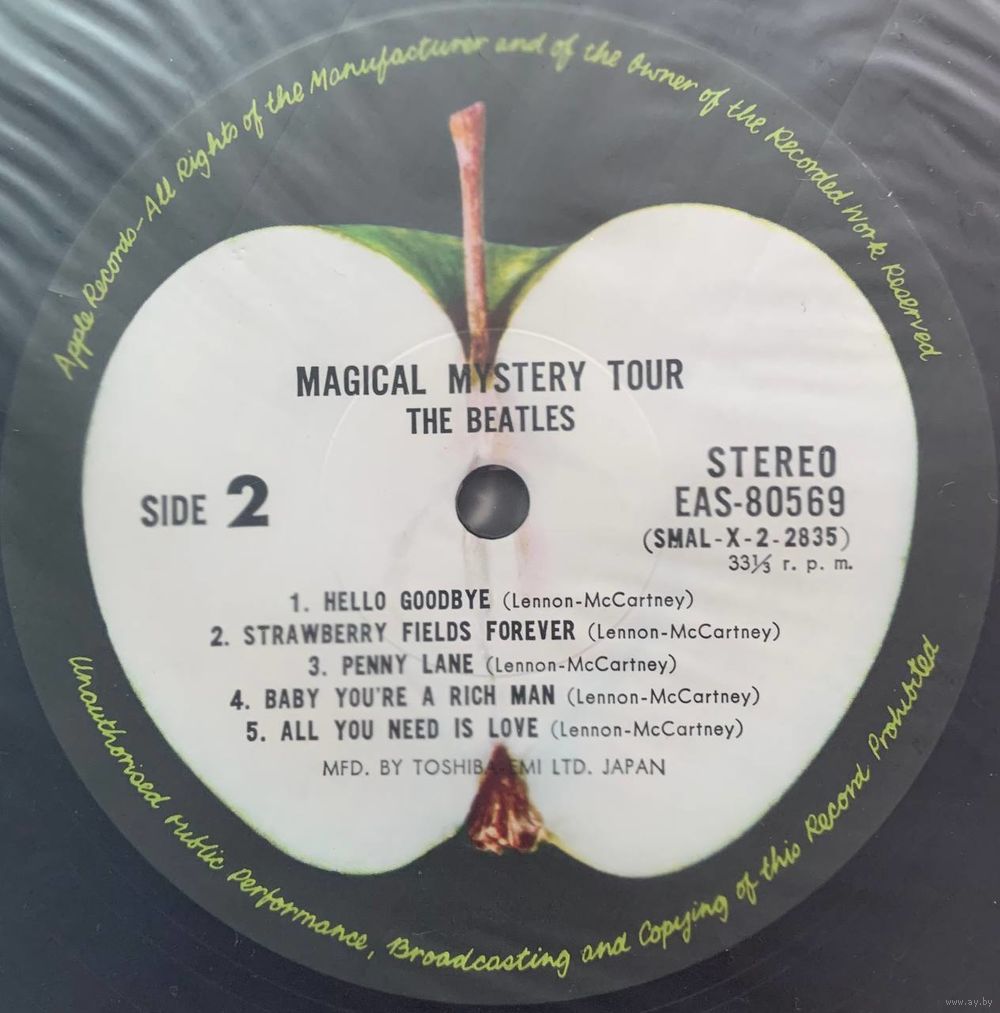 Apple Records–All Rights of the Manufacturer and of the Owner of the Recorded Work Reserved
MAGICAL MYSTERY TOUR
THE BEATLES
SIDE 2
STEREO
EAS-80569
(SMAL-X-2-2835)
33⅓ r. p. m.
1. HELLO GOODBYE (Lennon-McCartney)
2. STRAWBERRY FIELDS FOREVER (Lennon-McCartney)
3. PENNY LANE (Lennon-McCartney)
4. BABY YOU'RE A RICH MAN (Lennon-McCartney)
5. ALL YOU NEED IS LOVE (Lennon-McCartney)
MFD. BY TOSHIBA-EMI LTD. JAPAN
Unauthorised Public Performance, Broadcasting and Copying of this Record Prohibited
www.ay.by